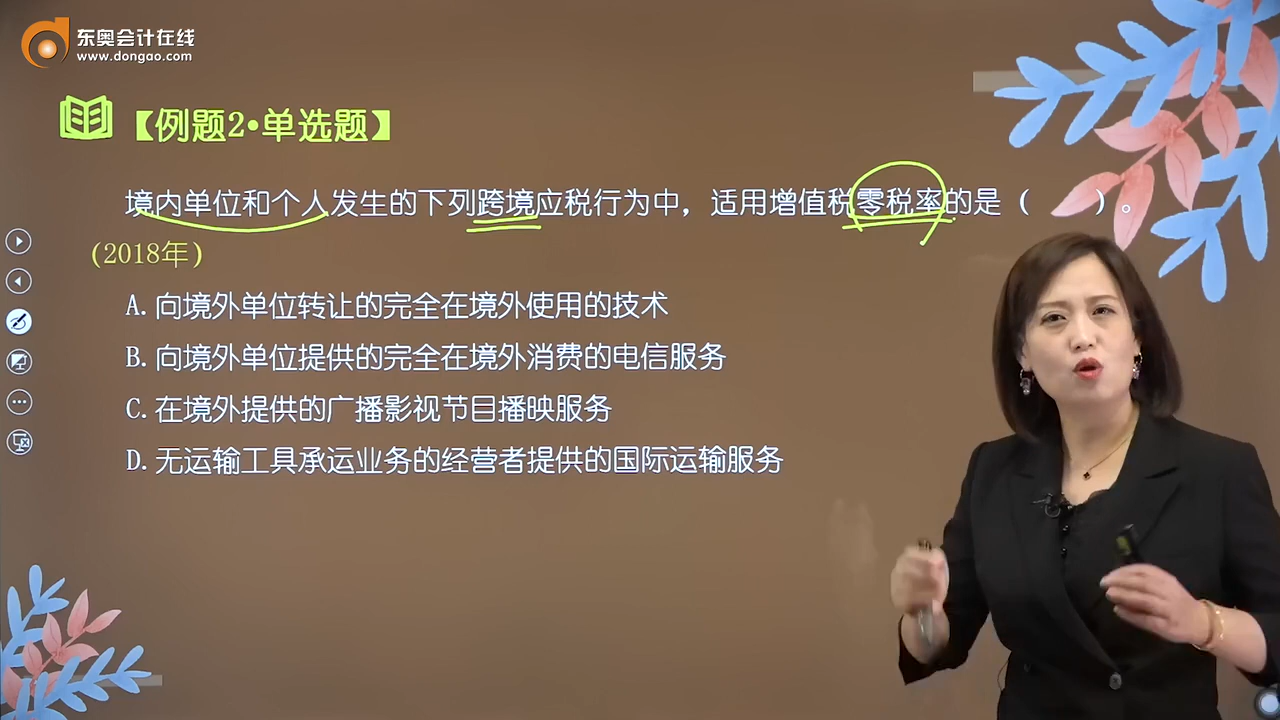 东奥会计在线
www.dongao.com
【例题2•单选题】
境内单位和个人发生的下列跨境应税行为中，适用增值税零税率的是（ ）。
(2018年)
A. 向境外单位转让的完全在境外使用的技术
B. 向境外单位提供的完全在境外消费的电信服务
C. 在境外提供的广播影视节目播映服务
D. 无运输工具承运业务的经营者提供的国际运输服务